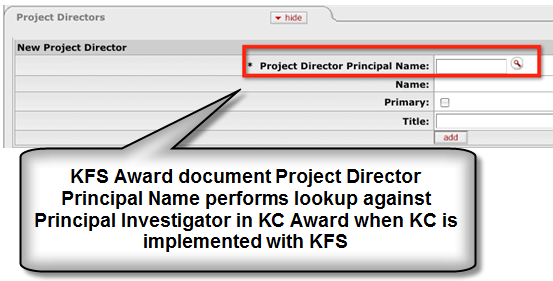 Project Directors
hide
New Project Director
* Project Director Principal Name:
Name:
Primary:
Title:
add
KFS Award document Project Director
Principal Name performs lookup against
Principal Investigator in KC Award when KC is
implemented with KFS